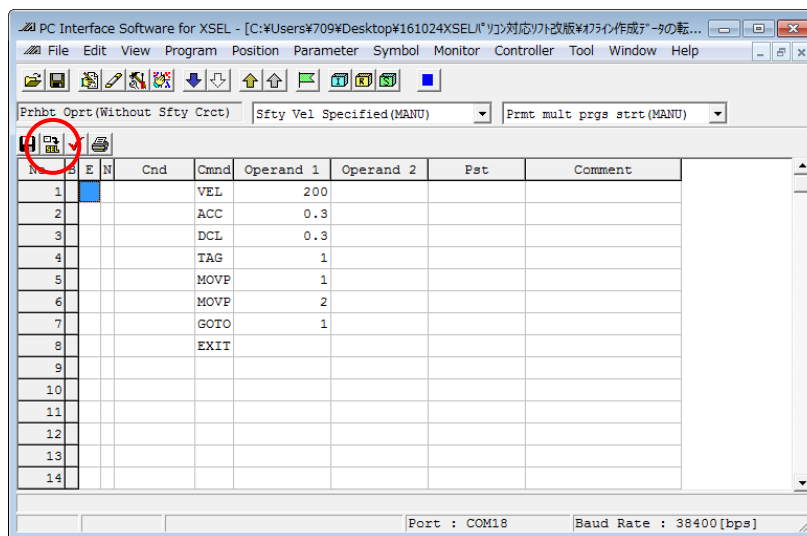 PC Interface Software for XSEL - [C:¥Users¥709¥Desktop¥161024XSELﾊﾟｿｺﾝ対応ｿﾌﾄ改版¥ｵﾌﾗｲﾝ作成ﾃﾞｰﾀの転...
File Edit View Program Position Parameter Symbol Monitor Controller Tool Window Help
Prhbt Oprt(Without Sfty Crct) Sfty Vel Specified(MANU) Prmt mult prgs strt(MANU)
SEL
No. B E N Cnd Cmnd Operand 1 Operand 2 Pst Comment
1 VEL 200
2 ACC 0.3
3 DCL 0.3
4 TAG 1
5 MOVP 1
6 MOVP 2
7 GOTO 1
8 EXIT
9
10
11
12
13
14
Port : COM18 Baud Rate : 38400[bps]